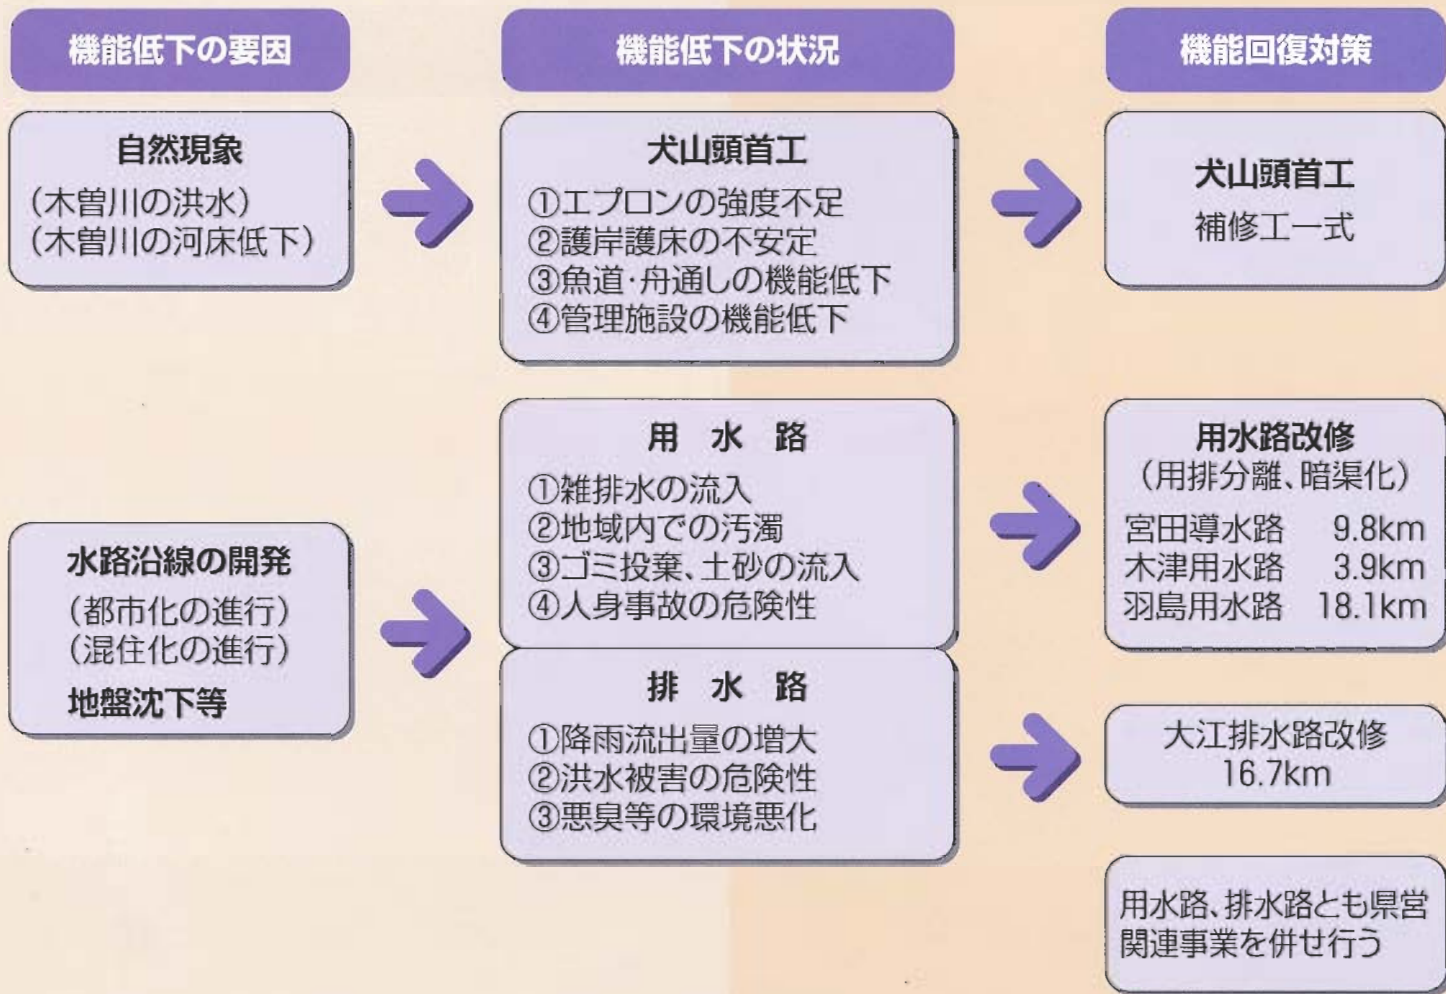 機能低下の要因
機能低下の状況
機能回復対策
自然現象
（木曽川の洪水）
（木曽川の河床低下）
犬山頭首工
①エプロンの強度不足
②護岸護床の不安定
③魚道・舟通しの機能低下
④管理施設の機能低下
犬山頭首工
補修工一式
水路沿線の開発
（都市化の進行）
（混住化の進行）
地盤沈下等
用　水　路
①雑排水の流入
②地域内での汚濁
③ゴミ投棄、土砂の流入
④人身事故の危険性
用水路改修
（用排分離、暗渠化）
宮田導水路　9.8km
木津用水路　3.9km
羽島用水路　18.1km
排　水　路
①降雨流出量の増大
②洪水被害の危険性
③悪臭等の環境悪化
大江排水路改修
16.7km
用水路、排水路とも県営
関連事業を併せ行う